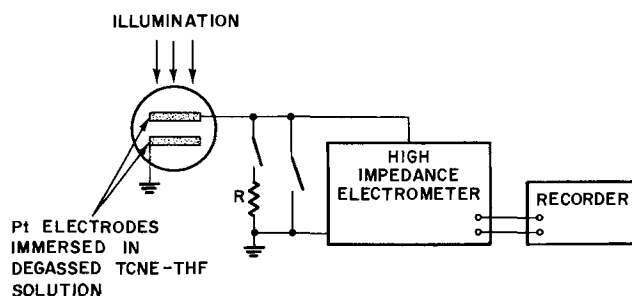 ILLUMINATION
HIGH
IMPEDANCE
ELECTROMETER
RECORDER
R
Pt ELECTRODES
IMMERSED IN
DEGASSED TCNE-THF
SOLUTION